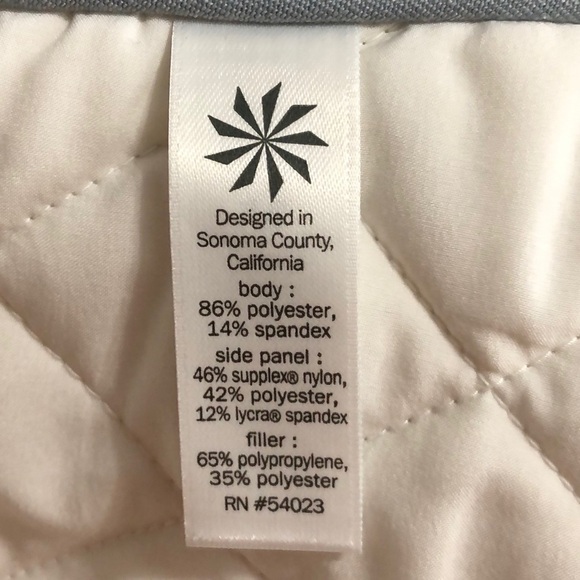 Designed in
Sonoma County,
California
body :
86% polyester,
14% spandex
side panel :
46% supplex® nylon,
42% polyester,
12% lycra® spandex
filler :
65% polypropylene,
35% polyester
RN #54023